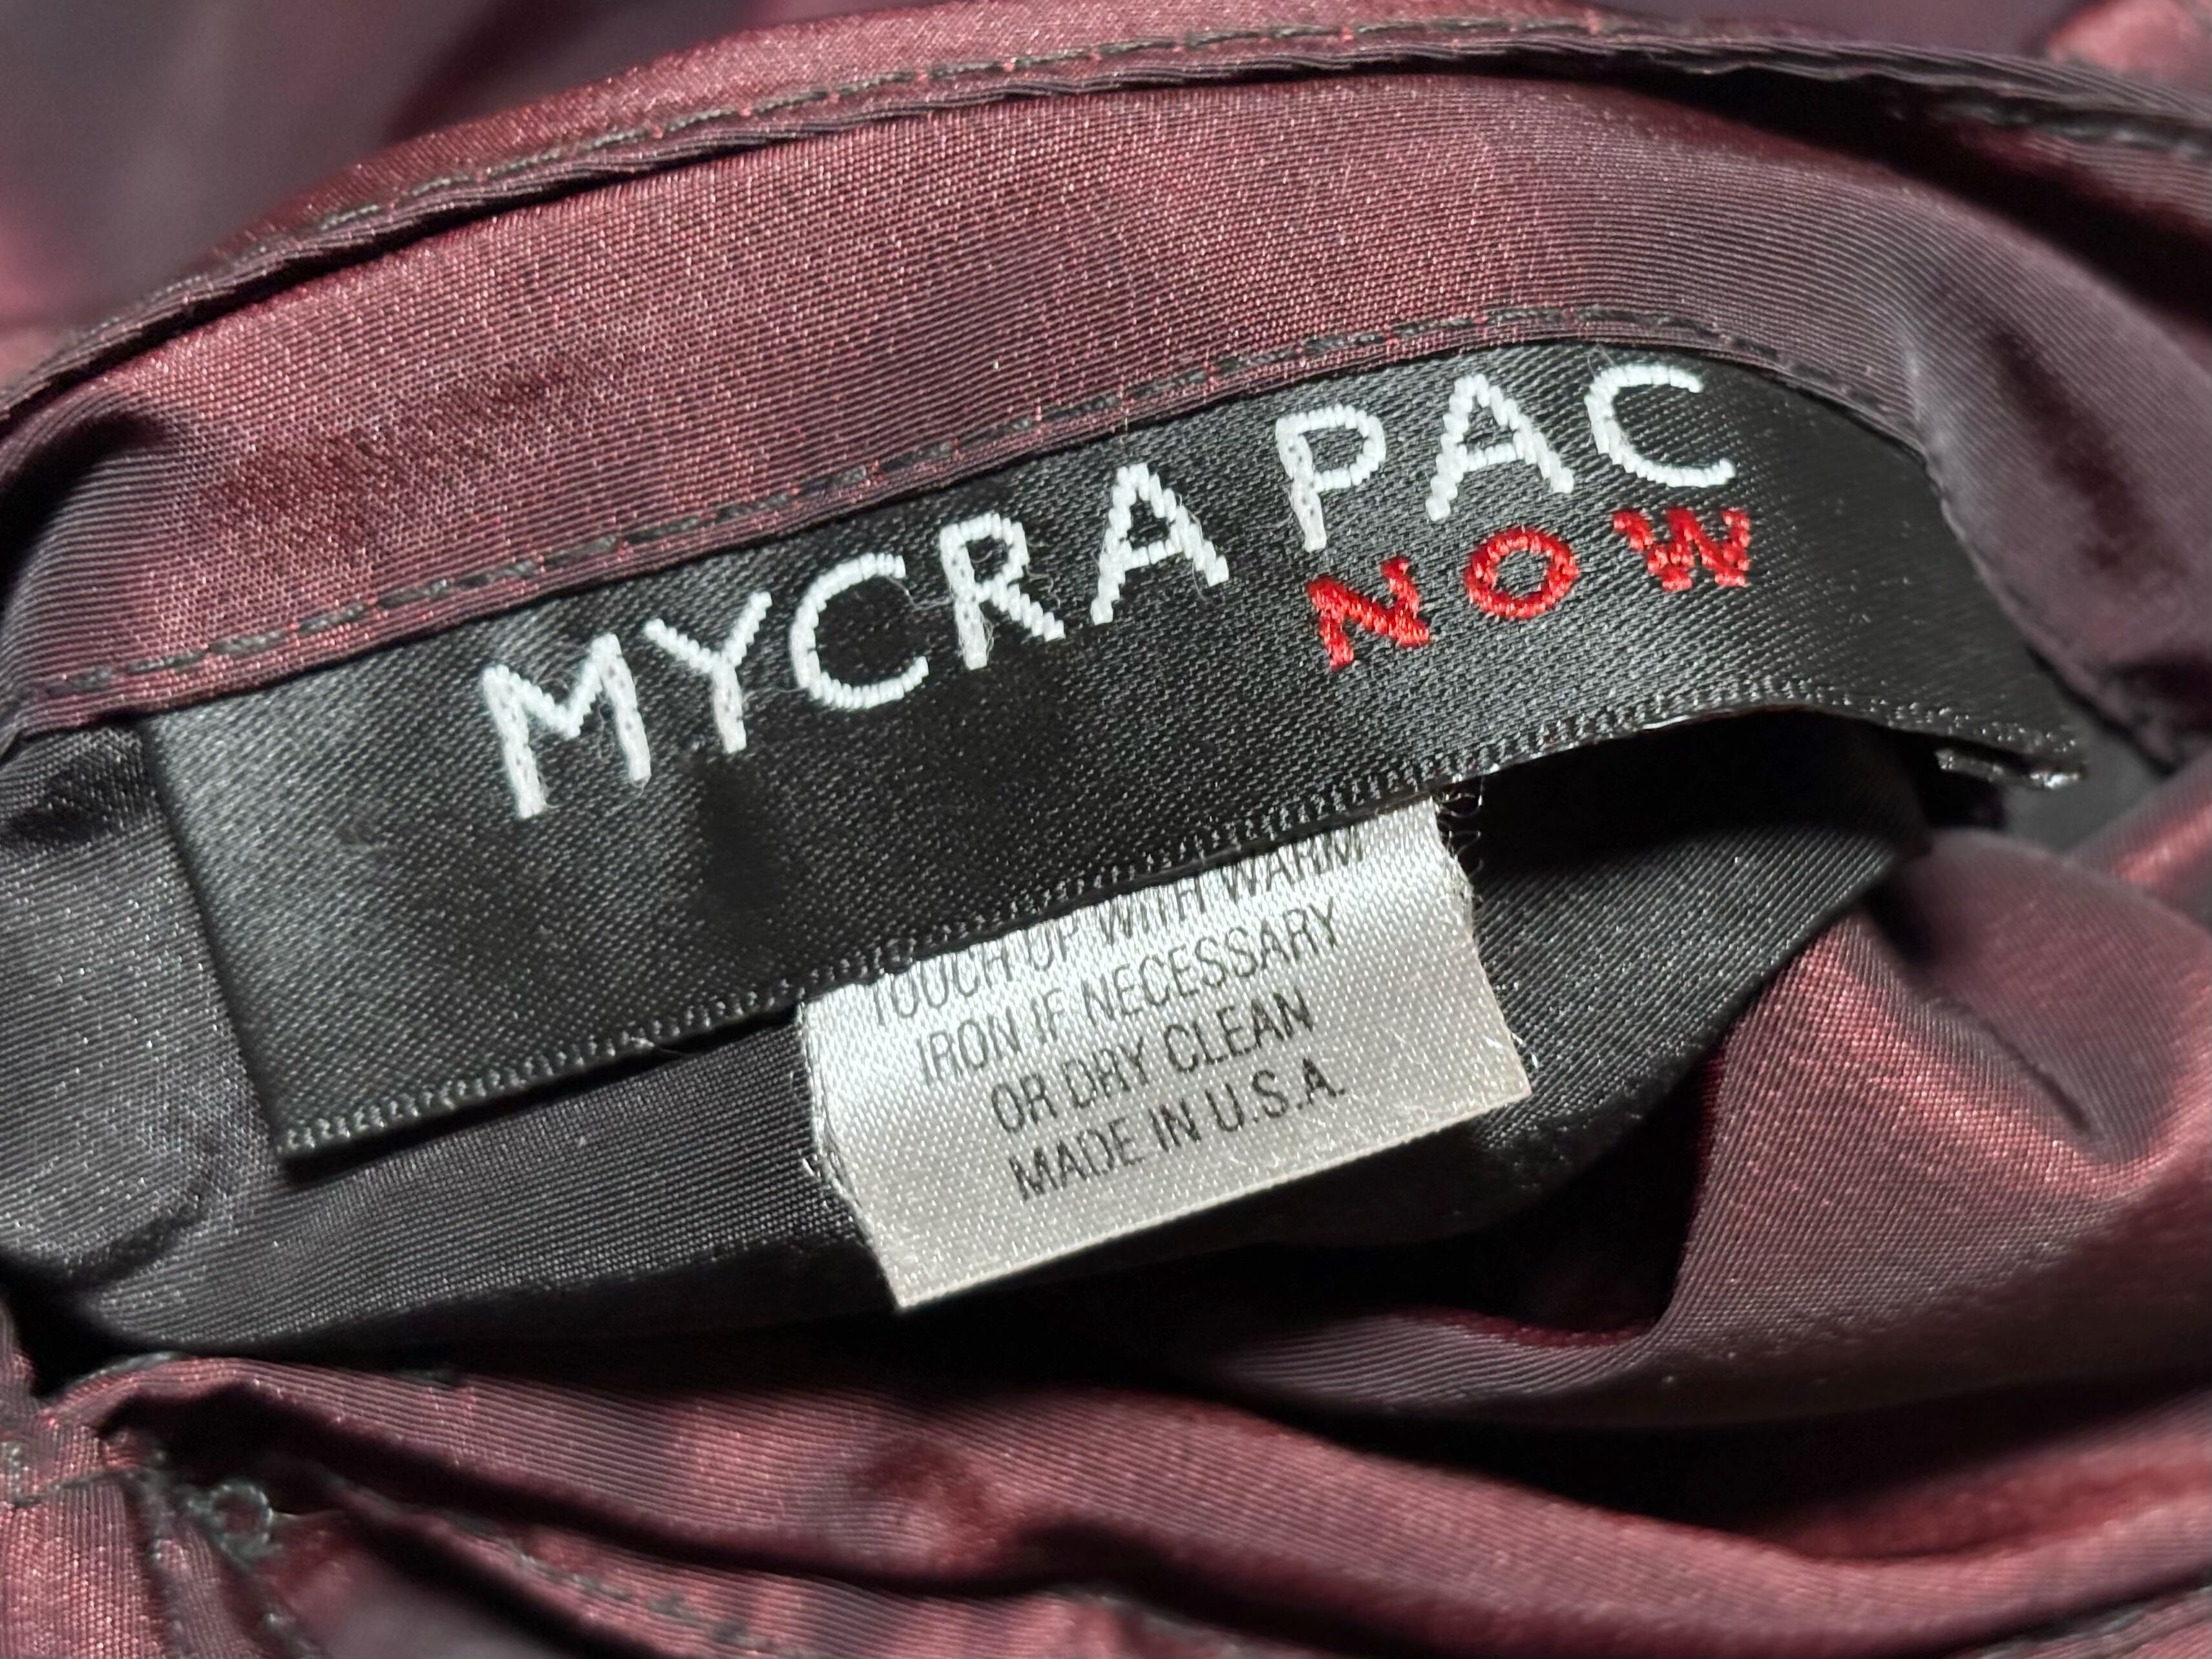 MYCRA PAC
NOW
TOUCH UP WITH WARM
IRON IF NECESSARY
OR DRY CLEAN
MADE IN U.S.A.